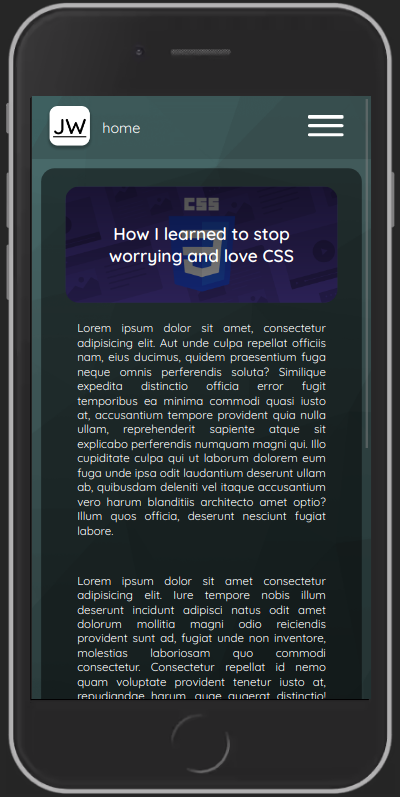 JW
home
CSS
How I learned to stop
worrying and love CSS
Lorem ipsum dolor sit amet, consectetur
adipisicing elit. Aut unde culpa repellat officiis
nam, eius ducimus, quidem praesentium fuga
neque omnis perferendis soluta? Similique
expedita distinctio officia error fugit
temporibus ea minima commodi quasi iusto
at, accusantium tempore provident quia nulla
ullam, reprehenderit sapiente atque sit
explicabo perferendis numquam magni qui. Illo
cupiditate culpa qui ut laborum dolorem eum
fuga unde ipsa odit laudantium deserunt ullam
ab, quibusdam deleniti vel itaque accusantium
vero harum blanditiis architecto amet optio?
Illum quos officia, deserunt nesciunt fugiat
labore.
Lorem ipsum dolor sit amet consectetur
adipisicing elit. Iure tempore nobis illum
deserunt incidunt adipisci natus odit amet
dolorum mollitia magni odio reiciendis
provident sunt ad, fugiat unde non inventore,
molestias laboriosam quo commodi
consectetur. Consectetur repellat id nemo
quam voluptate provident tenetur iusto at,
repudiandae harum, quae quaerat distinctio!